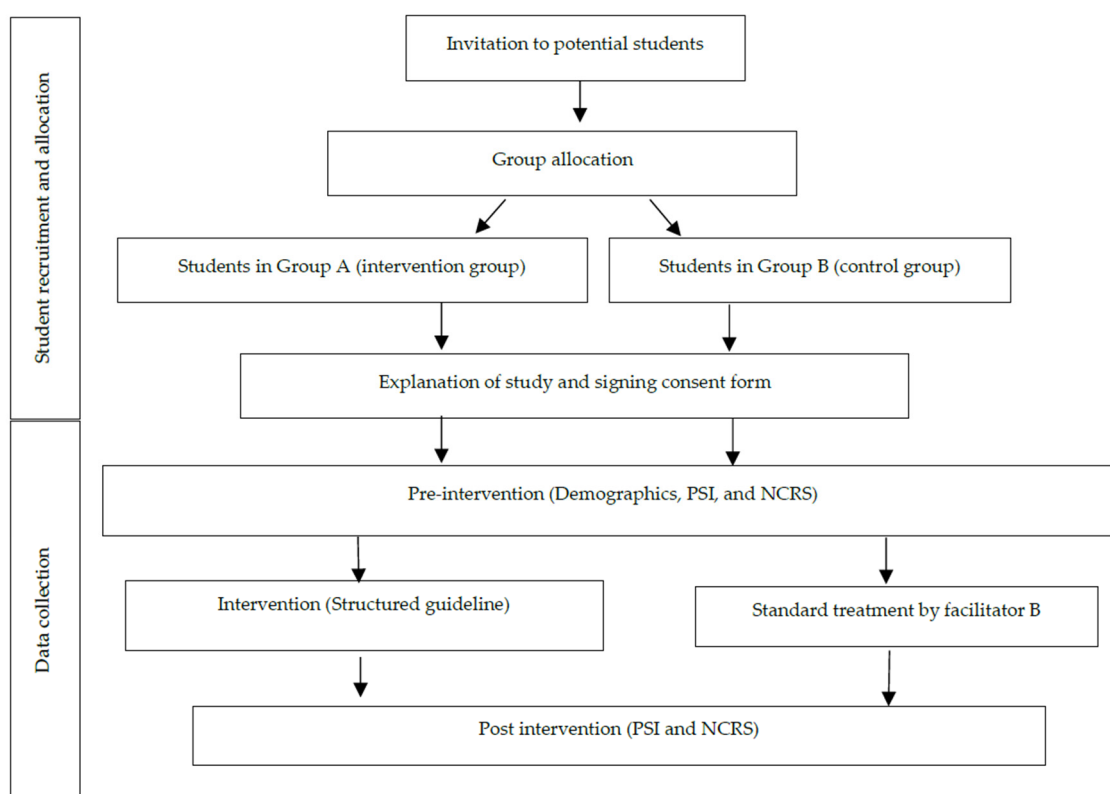 Student recruitment and allocation
Invitation to potential students
Group allocation
Students in Group A (intervention group)
Students in Group B (control group)
Explanation of study and signing consent form
Data collection
Pre-intervention (Demographics, PSI, and NCRS)
Intervention (Structured guideline)
Standard treatment by facilitator B
Post intervention (PSI and NCRS)